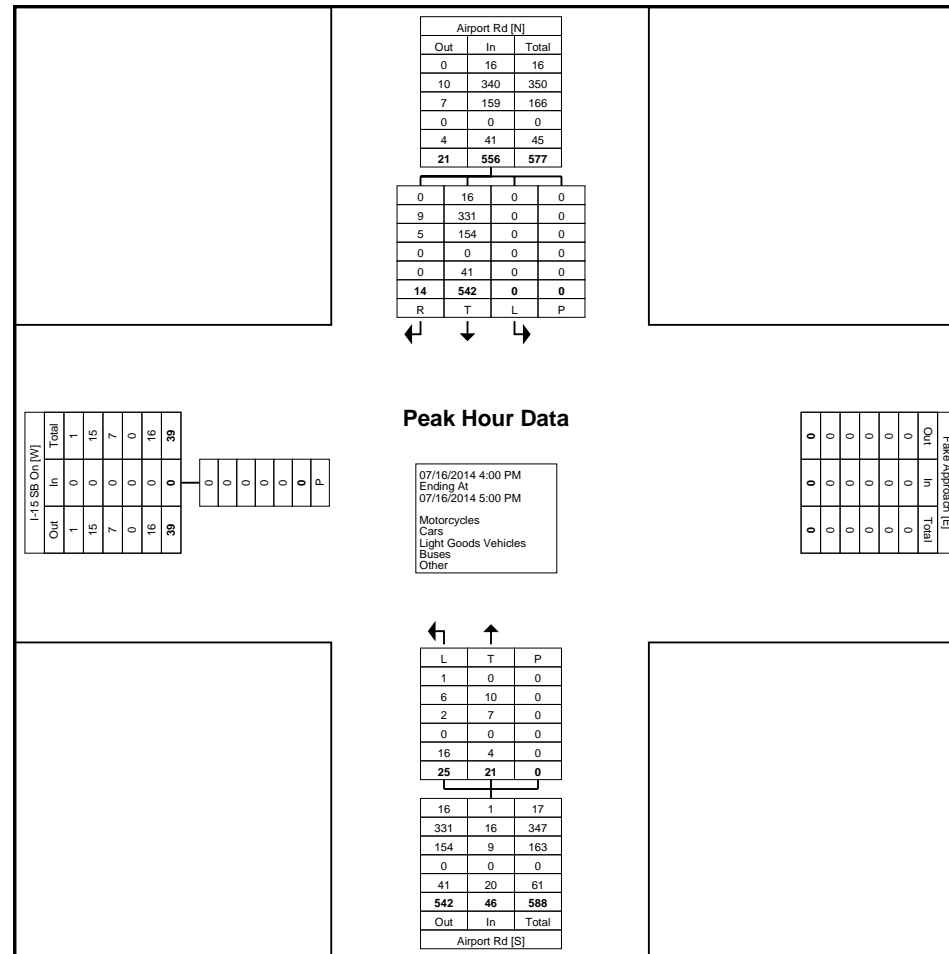 Airport Rd [N]
Out In Total
0 16 16
10 340 350
7 159 166
0 0 0
4 41 45
21 556 577
0 16 0 0
9 331 0 0
5 154 0 0
0 0 0 0
0 41 0 0
14 542 0 0
R T L P
I-15 SB On [W]
Total 1 15 7 0 16 39
In 0 0 0 0 0 0
Out 1 15 7 0 16 39
0 0 0 0 0 0 P
Peak Hour Data
07/16/2014 4:00 PM
Ending At
07/16/2014 5:00 PM
Motorcycles
Cars
Light Goods Vehicles
Buses
Other
Fake Approach [E]
Out 0 0 0 0 0 0
In 0 0 0 0 0 0
Total 0 0 0 0 0 0
L T P
1 0 0
6 10 0
2 7 0
0 0 0
16 4 0
25 21 0
16 1 17
331 16 347
154 9 163
0 0 0
41 20 61
542 46 588
Out In Total
Airport Rd [S]